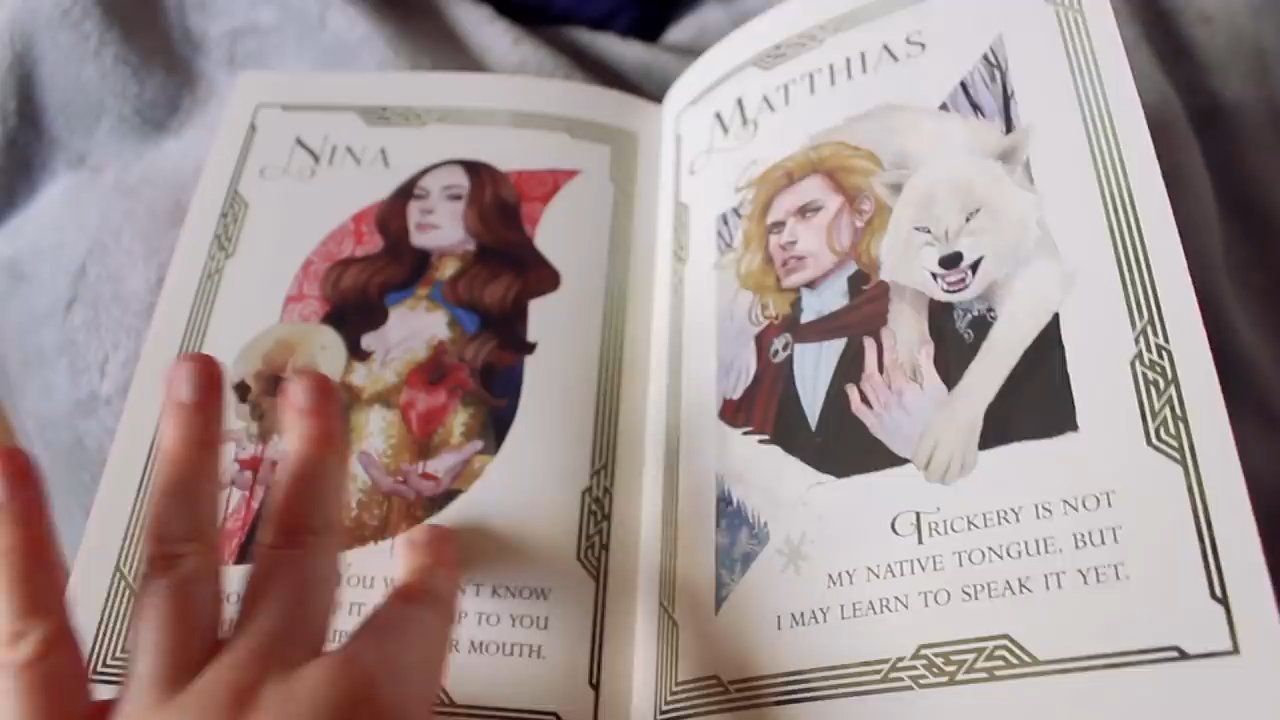 NINA
YOU W N'T KNOW
IT UP TO YOU
R MOUTH.
MATTHIAS
TRICKERY IS NOT
MY NATIVE TONGUE, BUT
I MAY LEARN TO SPEAK IT YET.